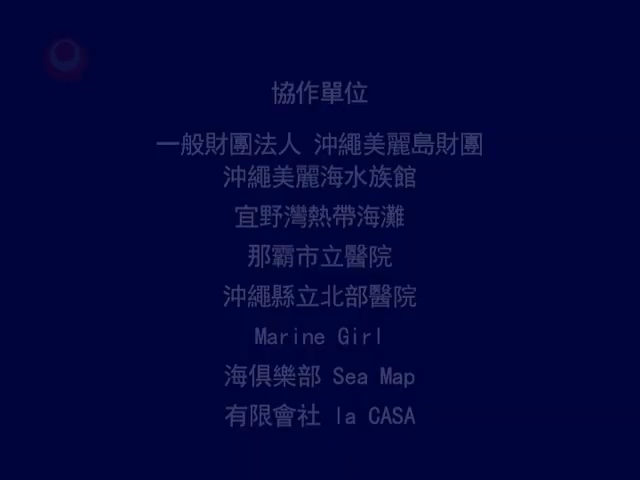 協作單位
一般財團法人 沖繩美麗島財團
沖繩美麗海水族館
宜野灣熱帶海灘
那霸市立醫院
沖繩縣立北部醫院
Marine Girl
海俱樂部 Sea Map
有限會社 la CASA